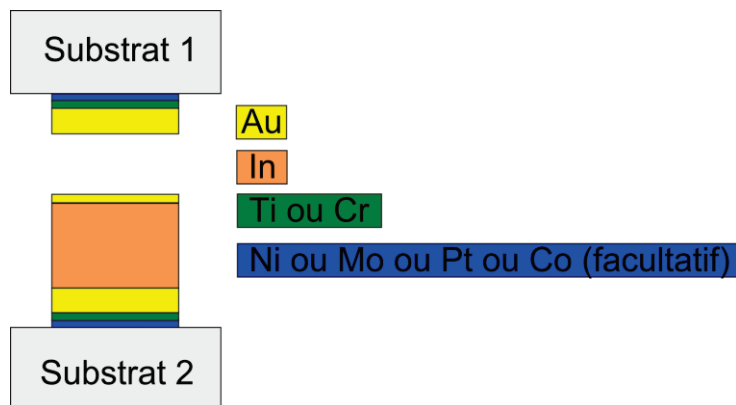 Substrat 1
Au
In
Ti ou Cr
Ni ou Mo ou Pt ou Co (facultatif)
Substrat 2